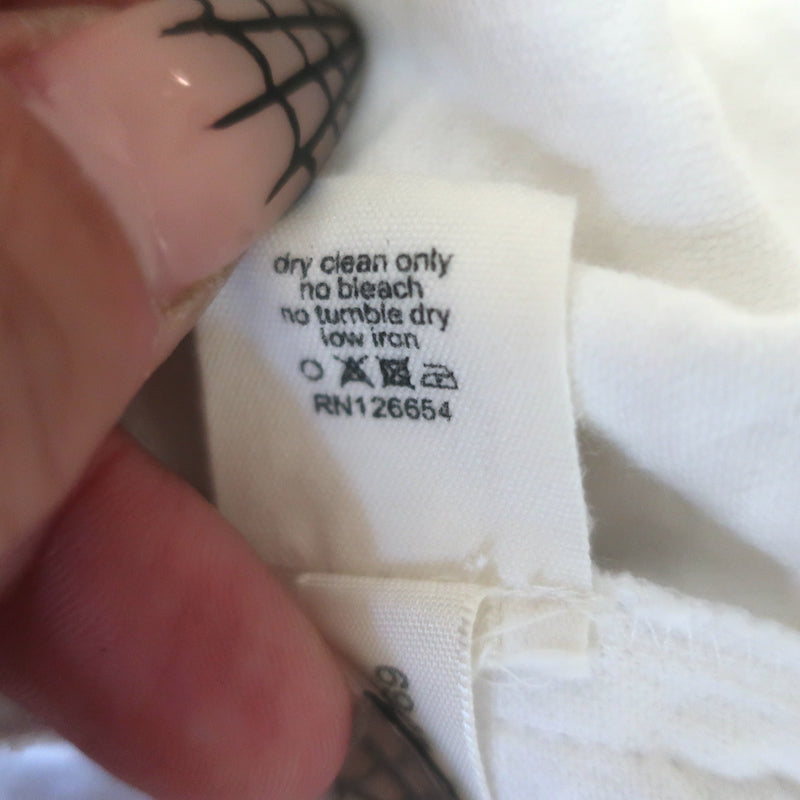 dry clean only
no bleach
no tumble dry
low iron
RN126654